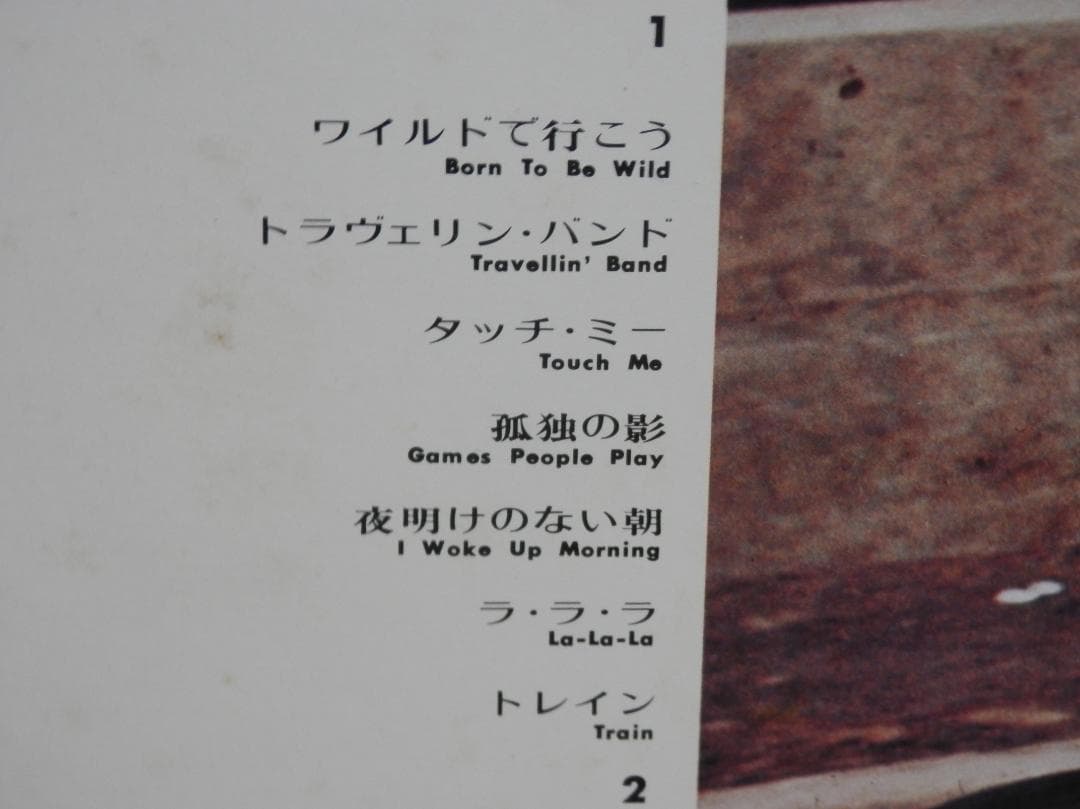 1
ワイルドで行こう
Born To Be Wild
トラヴェリン・バンド
Travellin' Band
タッチ・ミー
Touch Me
孤独の影
Games People Play
夜明けのない朝
I Woke Up Morning
ラ・ラ・ラ
La-La-La
トレイン
Train
2